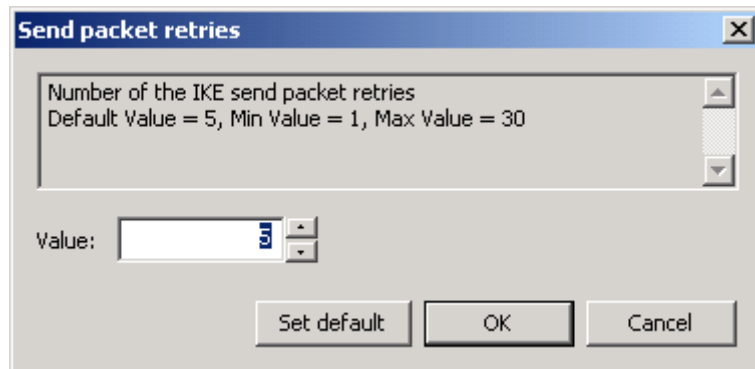 Send packet retries
Number of the IKE send packet retries
Default Value = 5, Min Value = 1, Max Value = 30
Value: 5
Set default OK Cancel